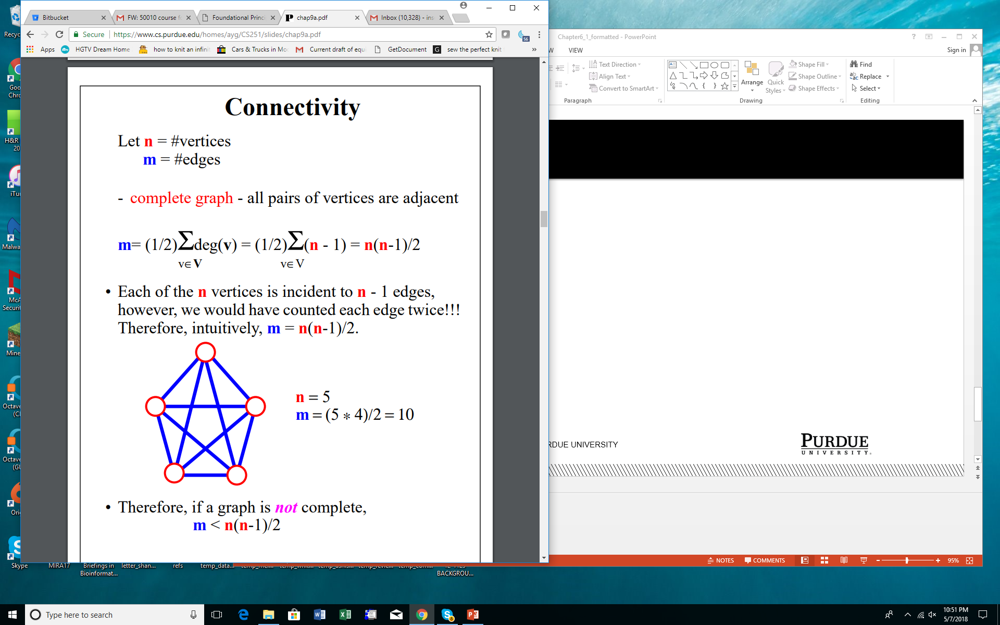 Bitbucket
FW: 50010 course f
Foundational Princi
chap9a.pdf
Inbox (10,328) - ins
Secure
https://www.cs.purdue.edu/homes/ayg/CS251/slides/chap9a.pdf
56
Apps
HGTV Dream Home
how to knit an infinit
Cars & Trucks in Mo
Current draft of equ
GetDocument
G
sew the perfect knit
»
Connectivity
Let n = #vertices
m = #edges
- complete graph - all pairs of vertices are adjacent
m= (1/2)Σdeg(v) = (1/2)Σ(n - 1) = n(n-1)/2
v∈V v∈V
• Each of the n vertices is incident to n - 1 edges,
however, we would have counted each edge twice!!!
Therefore, intuitively, m = n(n-1)/2.
n = 5
m = (5 * 4)/2 = 10
• Therefore, if a graph is not complete,
m < n(n-1)/2
Chapter6_1_formatted - PowerPoint
?
W
VIEW
Sign in
Text Direction
Align Text
Convert to SmartArt
Paragraph
Arrange
Quick
Styles
Shape Fill
Shape Outline
Shape Effects
Drawing
Find
Replace
Select
Editing
RDUE UNIVERSITY
PURDUE
UNIVERSITY
NOTES
COMMENTS
95%
Recyc
Goo
Chro
H&R
20
iTu
Malwa
McA
Securit
Mine
Octave
(Cl
Octave
(GU
Orig
Skype
MIRA17
Briefings in
Bioinformat...
letter_shan...
refs
temp_data...
BACKGROU...
Type here to search
10:51 PM
5/7/2018